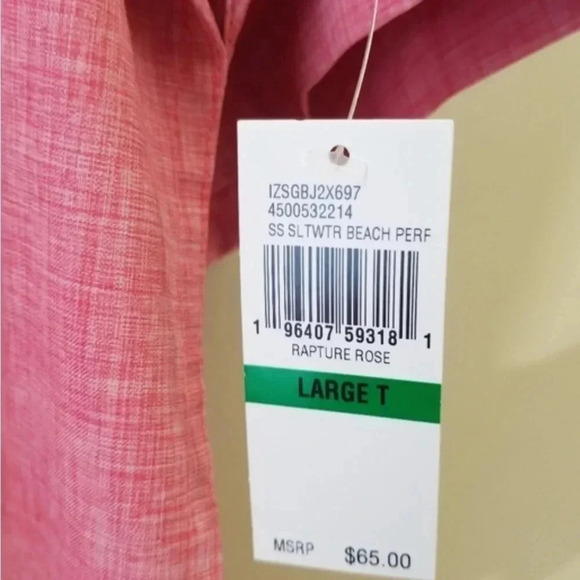 IZSGBJ2X697
4500532214
SS SLTWTR BEACH PERF
1 96407 59318 1
RAPTURE ROSE
LARGE T
MSRP $65.00